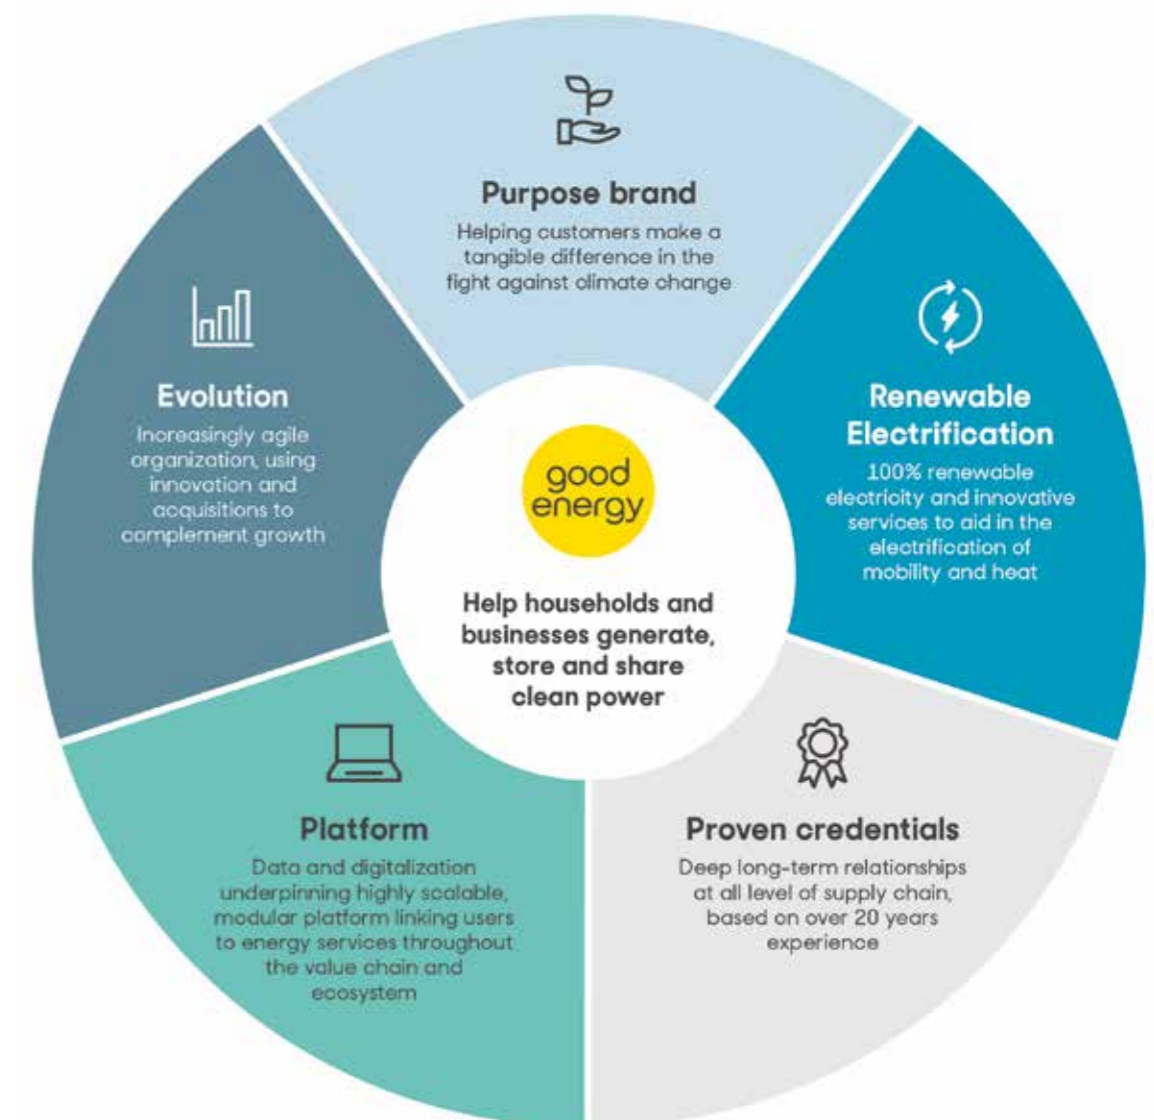 Purpose brand
Helping customers make a
tangible difference in the
fight against climate change
Renewable
Electrification
100% renewable
electricity and innovative
services to aid in the
electrification of
mobility and heat
Proven credentials
Deep long-term relationships
at all level of supply chain,
based on over 20 years
experience
Platform
Data and digitalization
underpinning highly scalable,
modular platform linking users
to energy services throughout
the value chain and
ecosystem
Evolution
Increasingly agile
organization, using
innovation and
acquisitions to
complement growth
good
energy
Help households and
businesses generate,
store and share
clean power